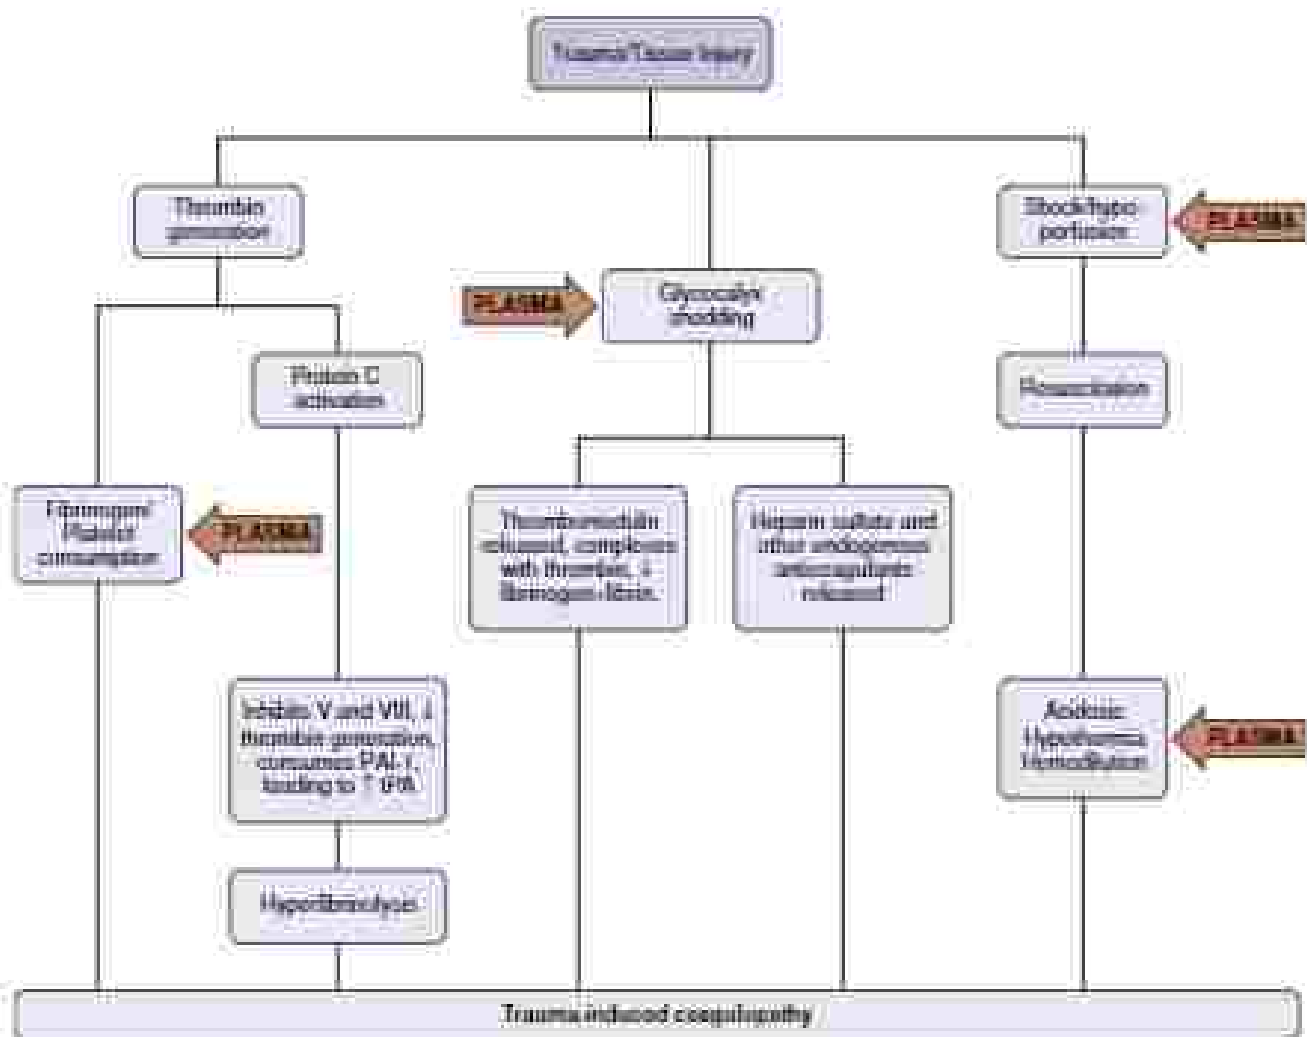 Trauma/Tissue Injury
Thrombin
generation
Shock/hypo-
perfusion
PLASMA
PLASMA
Glycocalyx
shedding
Protein C
activation
Resuscitation
Fibrinogen/
Platelet
consumption
PLASMA
Thrombomodulin
released, complexes
with thrombin, ↓
fibrinogen-fibrin.
Heparin sulfate and
other endogenous
anticoagulants
released
Inhibits V and VIII, ↓
thrombin generation,
consumes PAI-1,
leading to ↑ tPA
Acidosis
Hypothermia
Hemodilution
PLASMA
Hyperfibrinolysis
Trauma induced coagulopathy